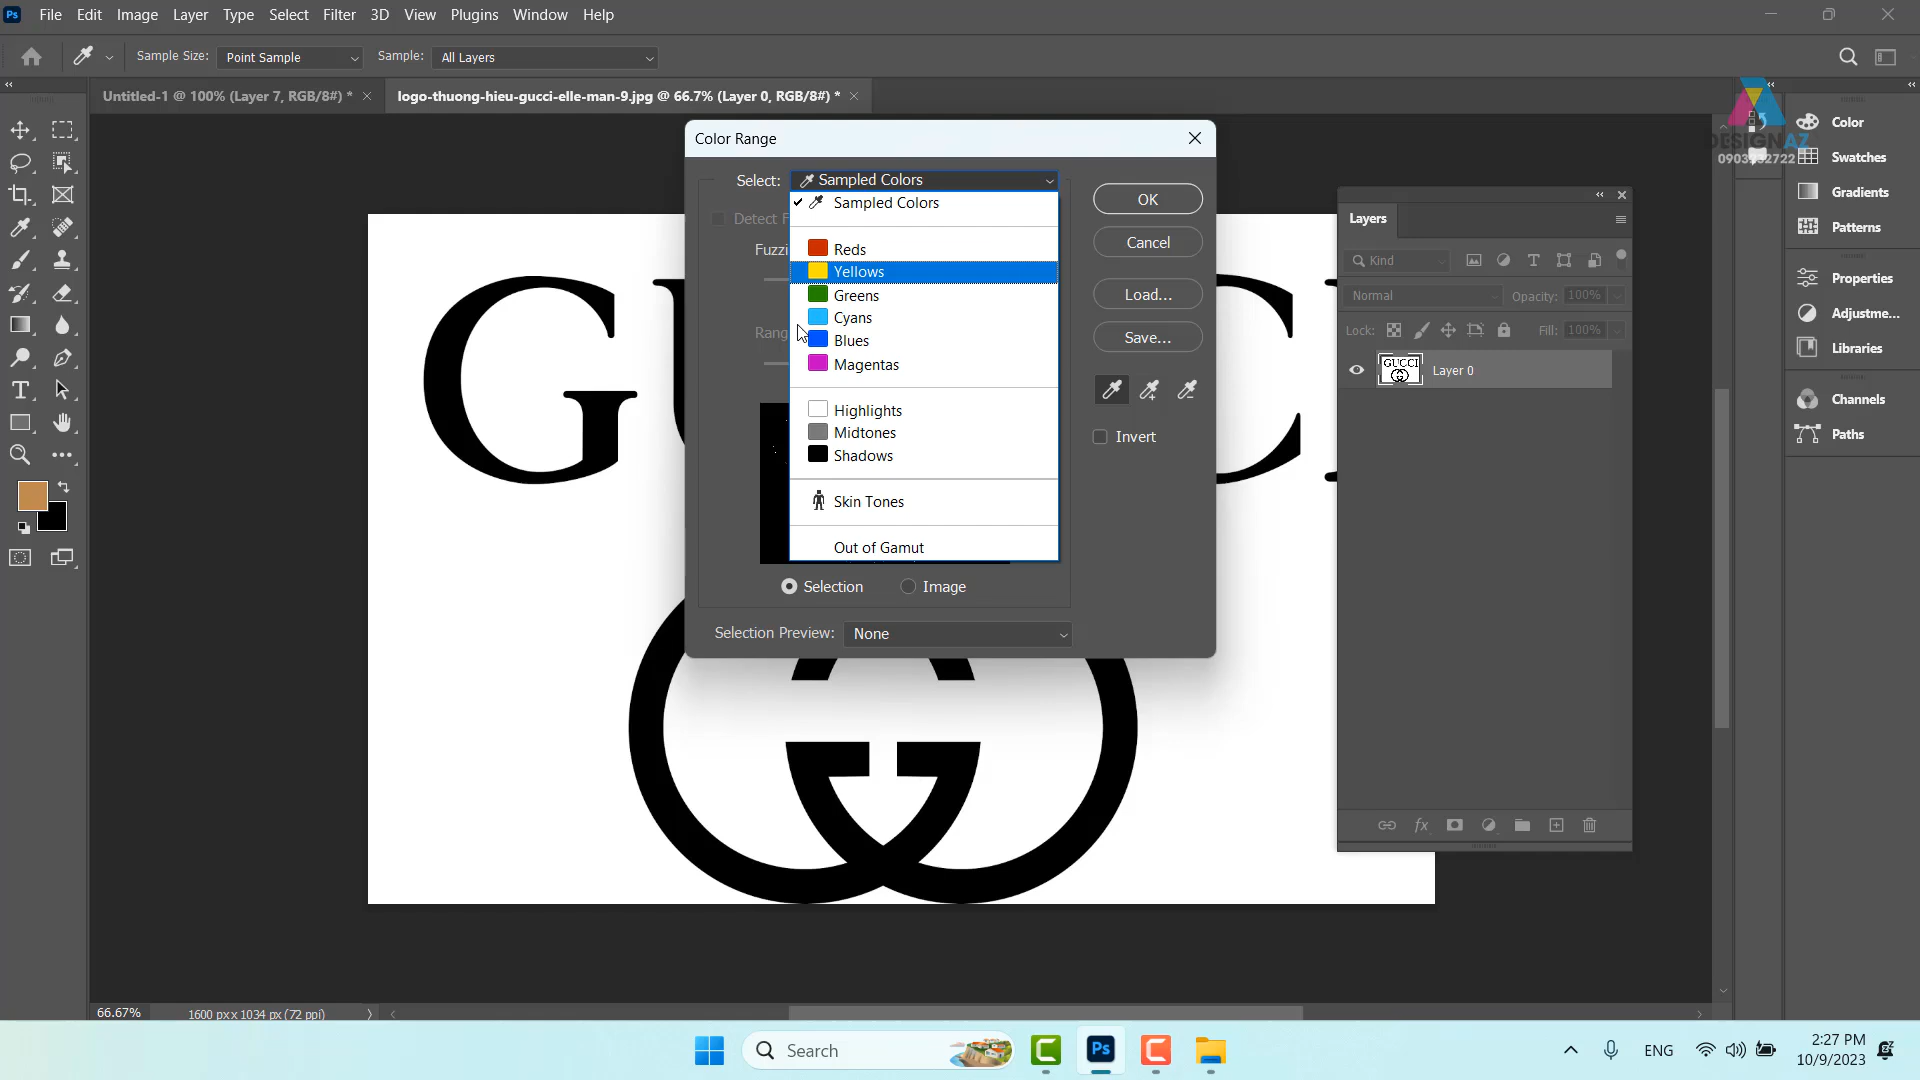 Ps File Edit Image Layer Type Select Filter 3D View Plugins Window Help
Sample Size: Point Sample Sample: All Layers
Untitled-1 @ 100% (Layer 7, RGB/8#) *
logo-thuong-hieu-gucci-elle-man-9.jpg @ 66.7% (Layer 0, RGB/8#) *
Color Range
Select: Sampled Colors
Sampled Colors
Detect F
Fuzzi
Rang
Reds
Yellows
Greens
Cyans
Blues
Magentas
Highlights
Midtones
Shadows
Skin Tones
Out of Gamut
Selection Image
Selection Preview: None
OK
Cancel
Load...
Save...
Invert
Layers
Kind
Normal Opacity: 100%
Lock: Fill: 100%
GUCCI
Layer 0
fx
Color
Swatches
Gradients
Patterns
Properties
Adjustme...
Libraries
Channels
Paths
66.67% 1600 px x 1034 px (72 ppi)
Search
Ps
ENG
2:27 PM
10/9/2023